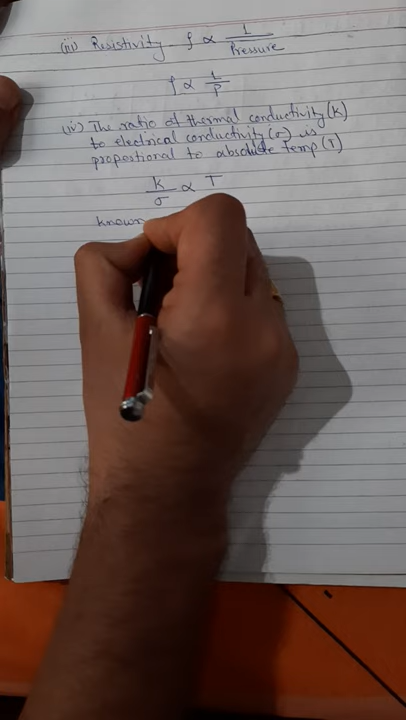 (iii) Resistivity ρ ∝ 1/Pressure
ρ ∝ 1/P
(iv) The ratio of thermal conductivity (K)
to electrical conductivity (σ) is
propostional to absolute temp (T)
K/σ ∝ T
known